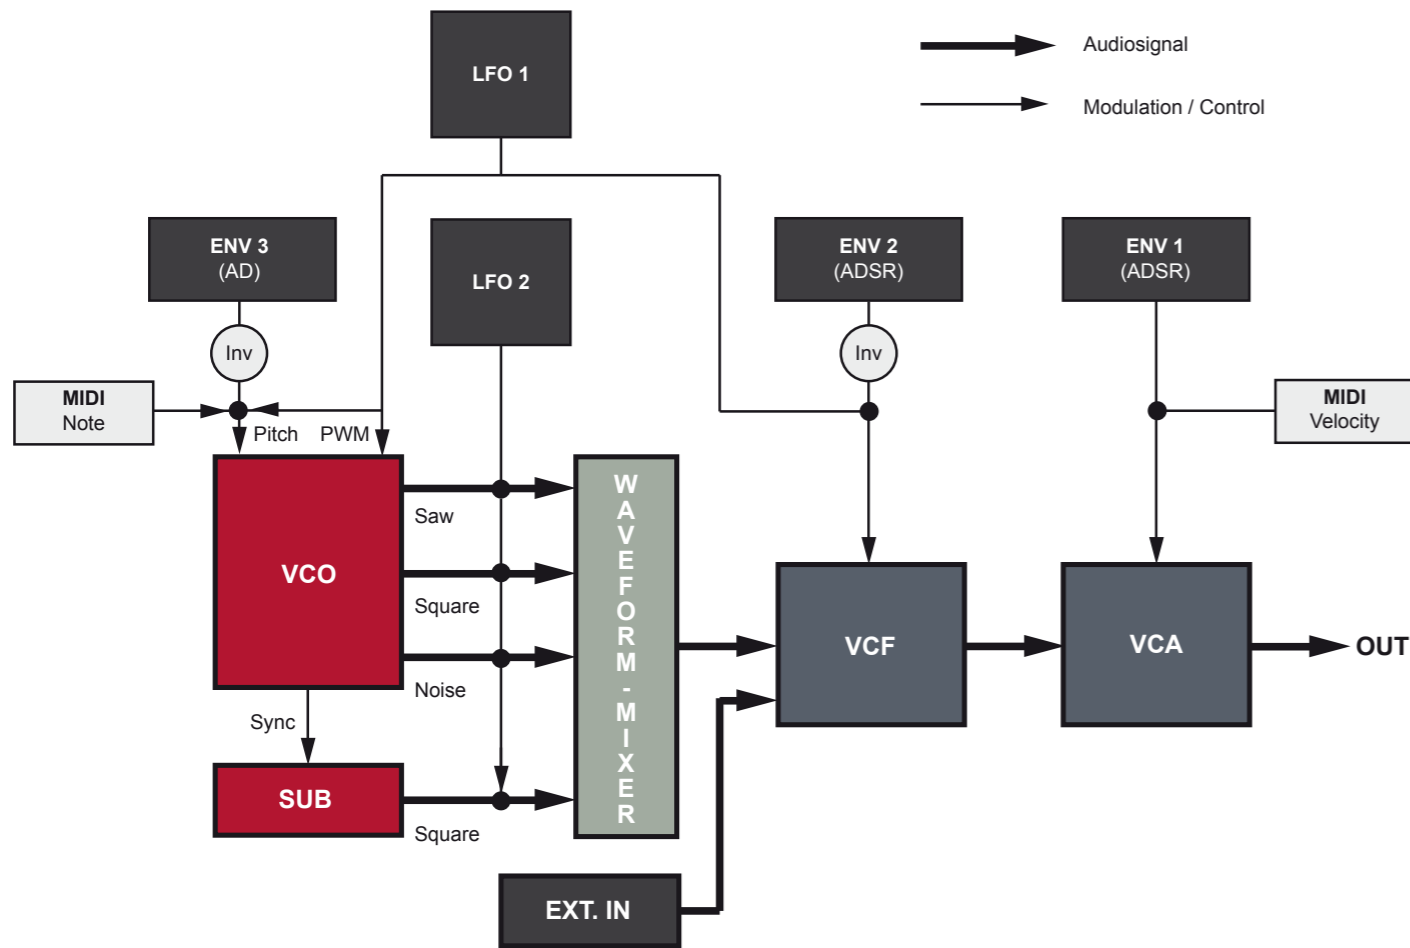 LFO 1
Audiosignal
Modulation / Control
ENV 3
(AD)
LFO 2
ENV 2
(ADSR)
ENV 1
(ADSR)
Inv
Inv
MIDI
Note
MIDI
Velocity
Pitch
PWM
VCO
Saw
Square
Noise
Sync
SUB
Square
WAVEFORM-MIXER
VCF
VCA
OUT
EXT. IN